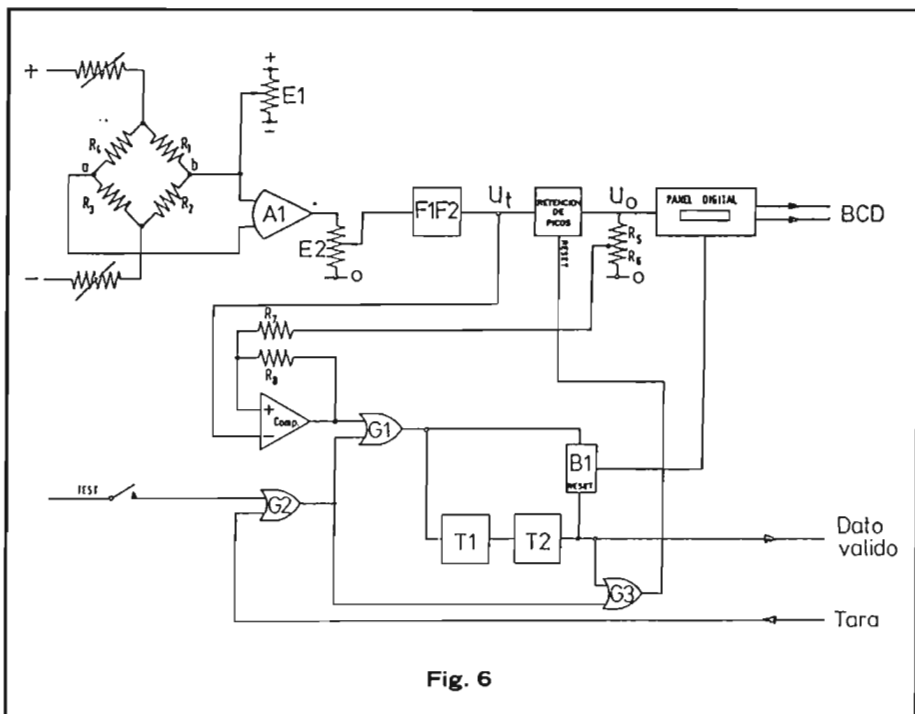 +
E1
-
+
R4
R1
a
b
R3
R2
A1
E2
O
-
F1F2
Ut
RETENCION
DE
PICOS
RESET
Uo
R5
R6
O
PANEL DIGITAL
BCD
R7
R8
+
Comp.
-
G1
B1
RESET
TEST
G2
T1
T2
G3
Dato
valido
Tara
Fig. 6